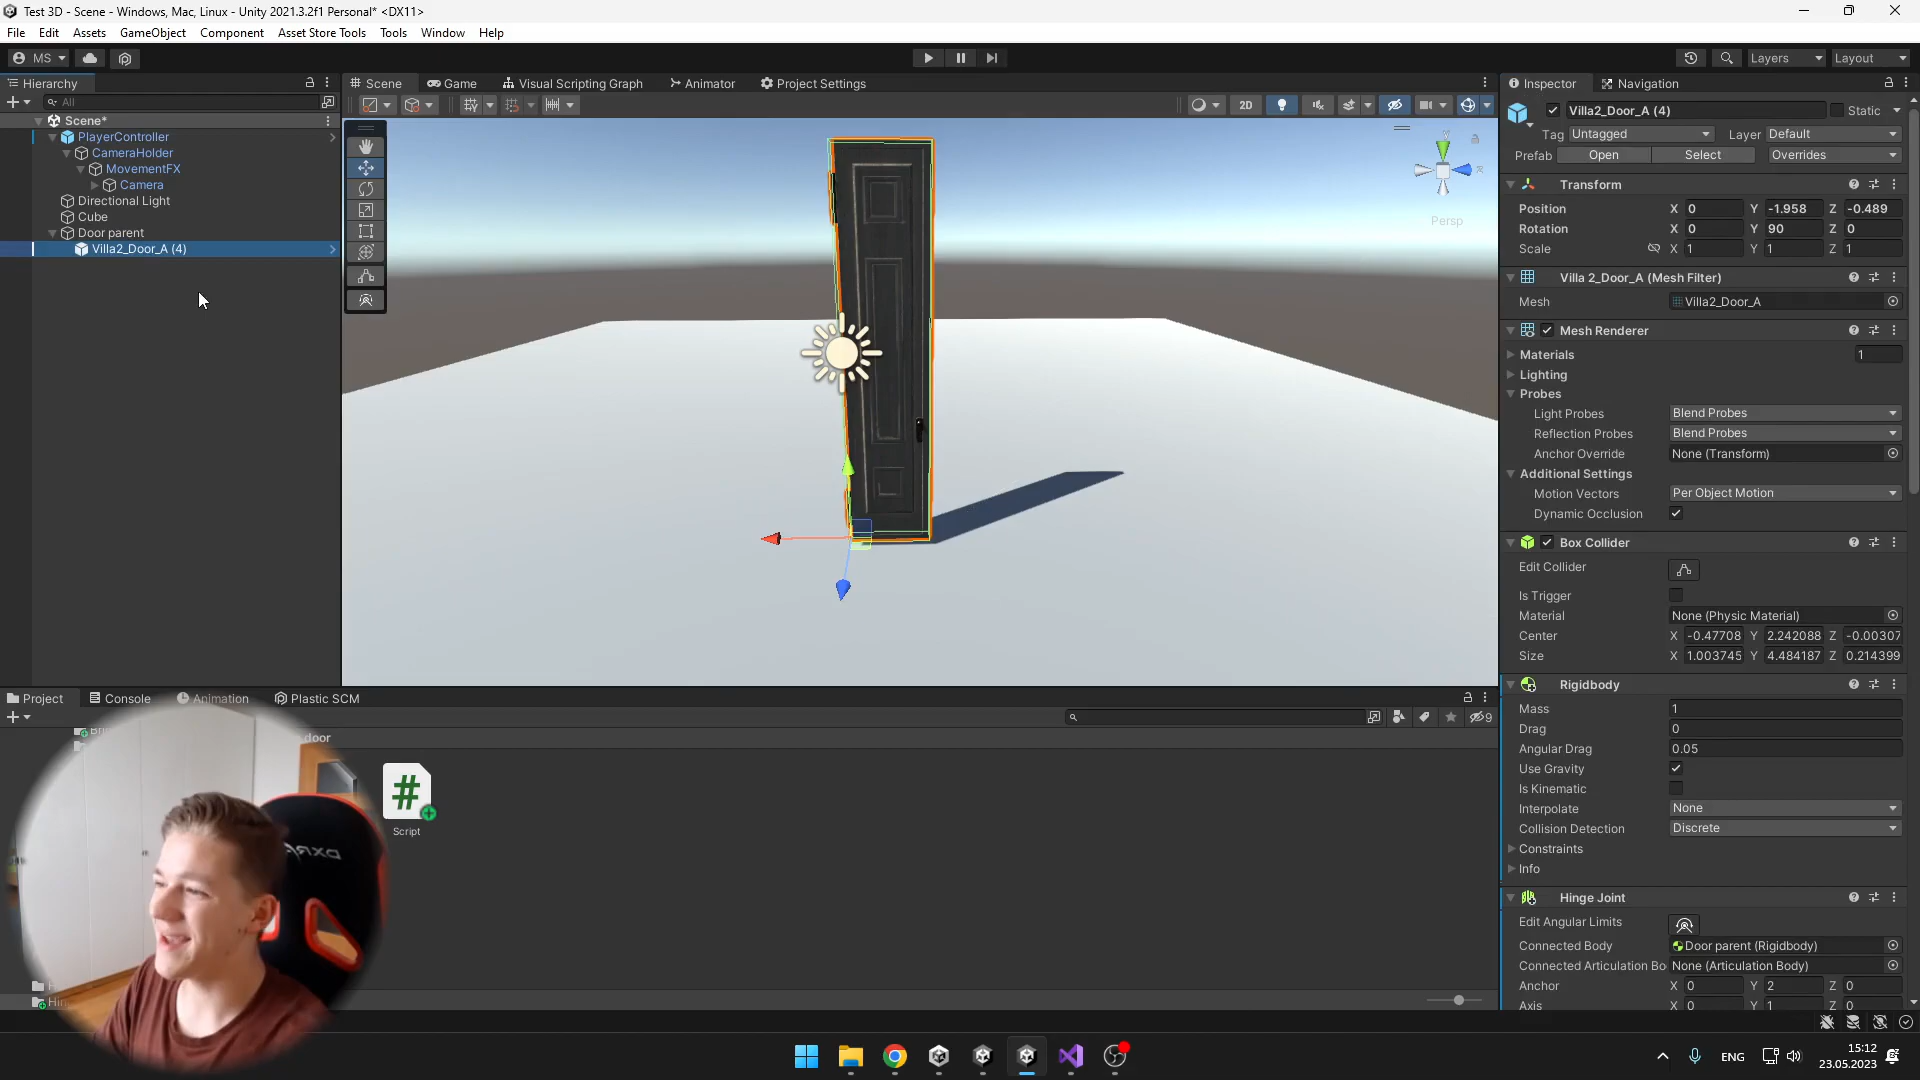 Test 3D - Scene - Windows, Mac, Linux - Unity 2021.3.2f1 Personal* <DX11>
File Edit Assets GameObject Component Asset Store Tools Tools Window Help
MS Layers Layout
Hierarchy
All
Scene*
PlayerController
CameraHolder
MovementFX
Camera
Directional Light
Cube
Door parent
Villa2_Door_A (4)
Scene Game Visual Scripting Graph Animator Project Settings
2D
Y
Persp
Inspector Navigation
Villa2_Door_A (4) Static
Tag Untagged Layer Default
Prefab Open Select Overrides
Transform
Position X 0 Y -1.958 Z -0.489
Rotation X 0 Y 90 Z 0
Scale X 1 Y 1 Z 1
Villa 2_Door_A (Mesh Filter)
Mesh Villa2_Door_A
Mesh Renderer
Materials 1
Lighting
Probes
Light Probes Blend Probes
Reflection Probes Blend Probes
Anchor Override None (Transform)
Additional Settings
Motion Vectors Per Object Motion
Dynamic Occlusion
Box Collider
Edit Collider
Is Trigger
Material None (Physic Material)
Center X -0.47708 Y 2.242088 Z -0.00307
Size X 1.003745 Y 4.484187 Z 0.214399
Rigidbody
Mass 1
Drag 0
Angular Drag 0.05
Use Gravity
Is Kinematic
Interpolate None
Collision Detection Discrete
Constraints
Info
Hinge Joint
Edit Angular Limits
Connected Body Door parent (Rigidbody)
Connected Articulation Bo None (Articulation Body)
Anchor X 0 Y 2 Z 0
Axis X 0 Y 1 Z 0
Project Console Animation Plastic SCM
9
door
#
Script
Hin
ENG
15:12
23.05.2023